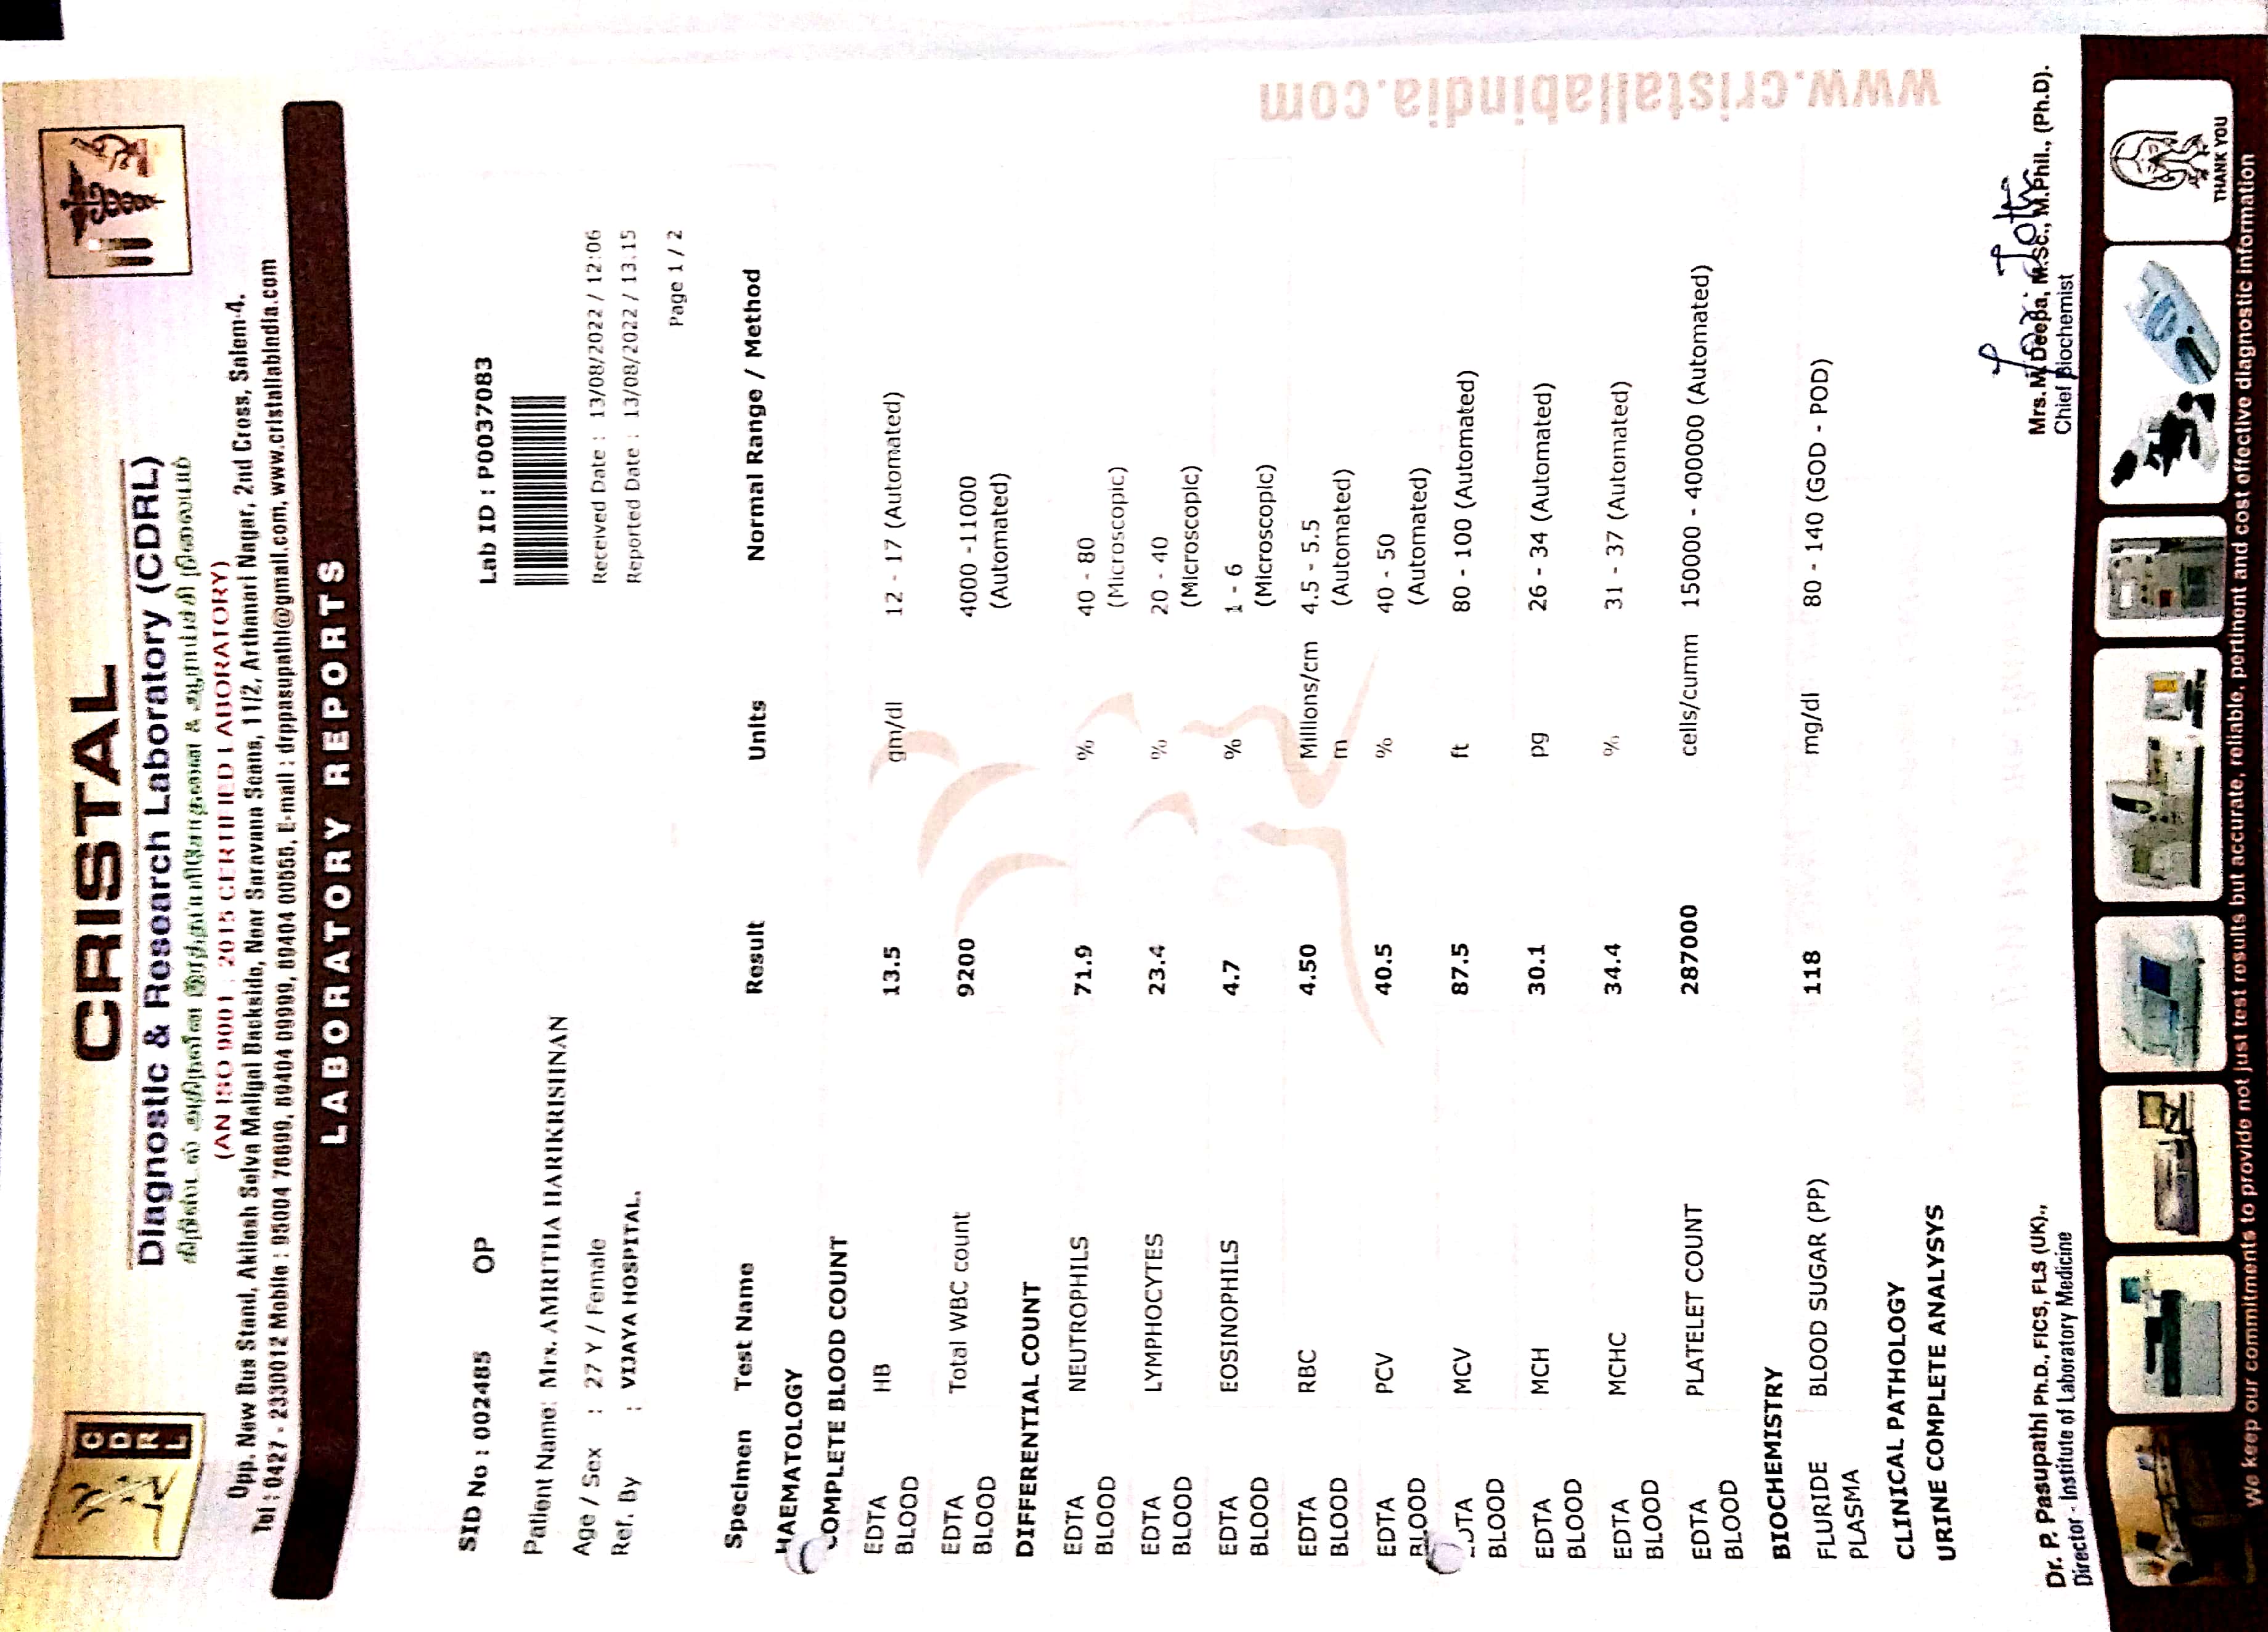 CDRL
CRISTAL
Diagnostic & Research Laboratory (CDRL)
(AN ISO 9001 : 2015 CERTIFIED LABORATORY)
Opp. New Bus Stand, Akilesh Selva Maligai Backside, Near Saravana Scans, 11/2, Arthanari Nagar, 2nd Cross, Salem-4.
Tel : 0427 - 2330012 Mobile : 95004 E-mail : drppasupathi@gmail.com, www.cristallabindia.com
LABORATORY REPORTS
SID No : 002485 OP Lab ID : P0037083
Patient Name: Mrs. AMRITHA HARIKRISHNAN
Age / Sex : 27 Y / Female Received Date : 13/08/2022 / 12:06
Ref. By : VIJAYA HOSPITAL. Reported Date : 13/08/2022 / 13.15
Page 1 / 2
Specimen Test Name Result Units Normal Range / Method
HAEMATOLOGY
COMPLETE BLOOD COUNT
EDTA HB 13.5 gm/dl 12 - 17 (Automated)
BLOOD
EDTA Total WBC count 9200 4000 -11000
BLOOD (Automated)
DIFFERENTIAL COUNT
EDTA NEUTROPHILS 71.9 % 40 - 80
BLOOD (Microscopic)
EDTA LYMPHOCYTES 23.4 % 20 - 40
BLOOD (Microscopic)
EDTA EOSINOPHILS 4.7 % 1 - 6
BLOOD (Microscopic)
EDTA RBC 4.50 Millons/cm 4.5 - 5.5
BLOOD m (Automated)
EDTA PCV 40.5 % 40 - 50
BLOOD (Automated)
EDTA MCV 87.5 ft 80 - 100 (Automated)
BLOOD
EDTA MCH 30.1 pg 26 - 34 (Automated)
BLOOD
EDTA MCHC 34.4 % 31 - 37 (Automated)
BLOOD
EDTA PLATELET COUNT 287000 cells/cumm 150000 - 400000 (Automated)
BLOOD
BIOCHEMISTRY
FLURIDE BLOOD SUGAR (PP) 118 mg/dl 80 - 140 (GOD - POD)
PLASMA
CLINICAL PATHOLOGY
URINE COMPLETE ANALYSYS
www.cristallabindia.com
Dr. P. Pasupathi Ph.D., FICS, FLS (UK)., Mrs.M.Deepa, M.Sc., M.Phil., (Ph.D).
Director - Institute of Laboratory Medicine Chief Biochemist
THANK YOU
We keep our commitments to provide not just test results but accurate, reliable, pertinent and cost effective diagnostic information